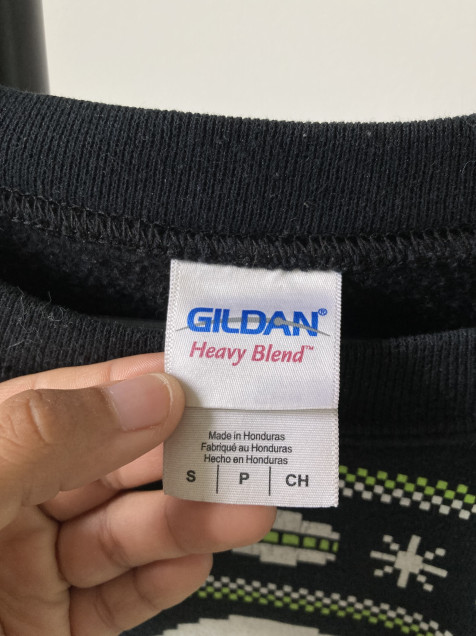 GILDAN®
Heavy Blend™
Made in Honduras
Fabriqué au Honduras
Hecho en Honduras
S | P | CH